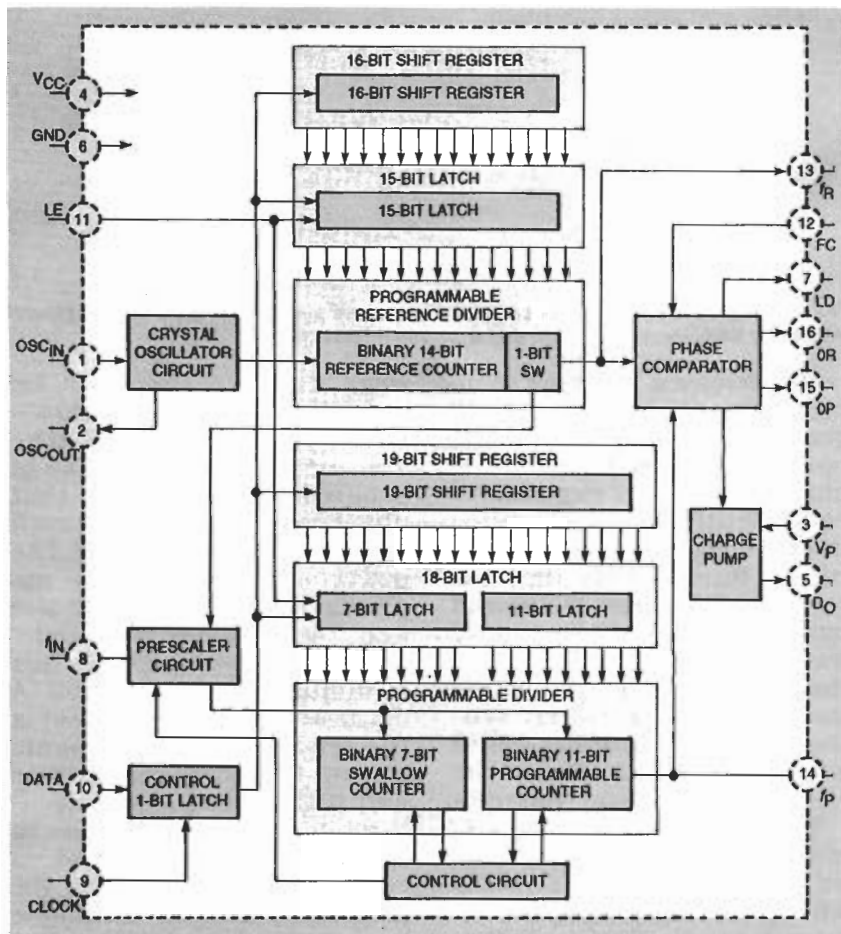 16-BIT SHIFT REGISTER
16-BIT SHIFT REGISTER
VCC
4
GND
6
15-BIT LATCH
15-BIT LATCH
13
fR
LE
11
12
FC
PROGRAMMABLE
REFERENCE DIVIDER
7
LD
OSCIN
1
CRYSTAL
OSCILLATOR
CIRCUIT
BINARY 14-BIT
REFERENCE COUNTER
1-BIT
SW
PHASE
COMPARATOR
16
0R
15
0P
2
OSCOUT
19-BIT SHIFT REGISTER
19-BIT SHIFT REGISTER
CHARGE
PUMP
3
VP
5
DO
18-BIT LATCH
7-BIT LATCH
11-BIT LATCH
fIN
8
PRESCALER
CIRCUIT
PROGRAMMABLE DIVIDER
BINARY 7-BIT
SWALLOW
COUNTER
BINARY 11-BIT
PROGRAMMABLE
COUNTER
DATA
10
CONTROL
1-BIT LATCH
14
fP
9
CLOCK
CONTROL CIRCUIT